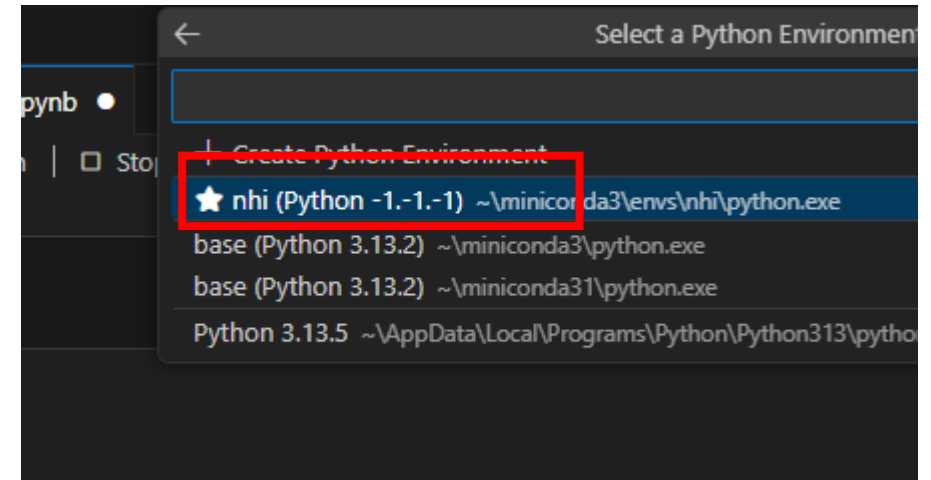 ← Select a Python Environment
pynb ●
Stop
+ Create Python Environment
★ nhi (Python -1.-1.-1) ~\miniconda3\envs\nhi\python.exe
base (Python 3.13.2) ~\miniconda3\python.exe
base (Python 3.13.2) ~\miniconda31\python.exe
Python 3.13.5 ~\AppData\Local\Programs\Python\Python313\pytho